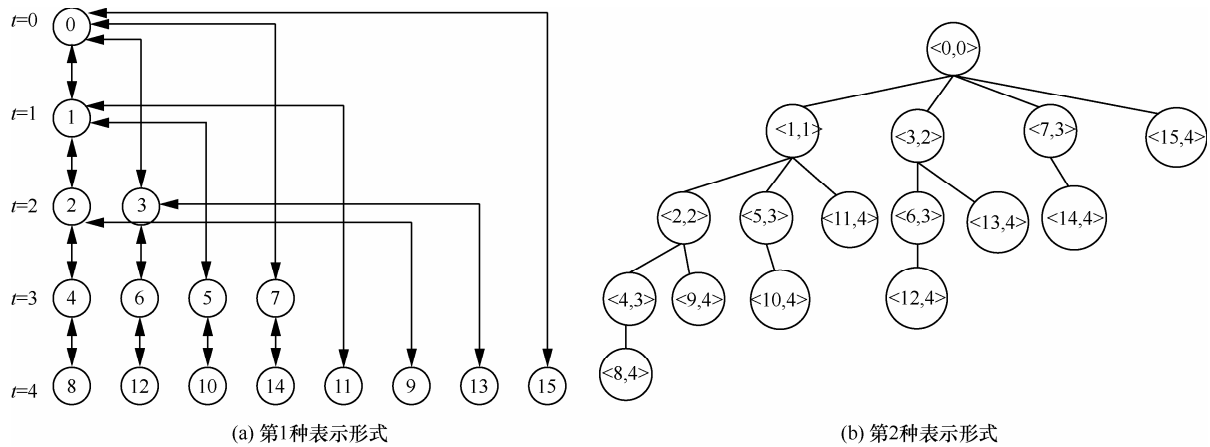 t=0 0
t=1 1
t=2 2 3
t=3 4 6 5 7
t=4 8 12 10 14 11 9 13 15
(a) 第1种表示形式
<0,0>
<1,1> <3,2> <7,3> <15,4>
<2,2> <5,3> <11,4> <6,3> <13,4> <14,4>
<4,3> <9,4> <10,4> <12,4>
<8,4>
(b) 第2种表示形式